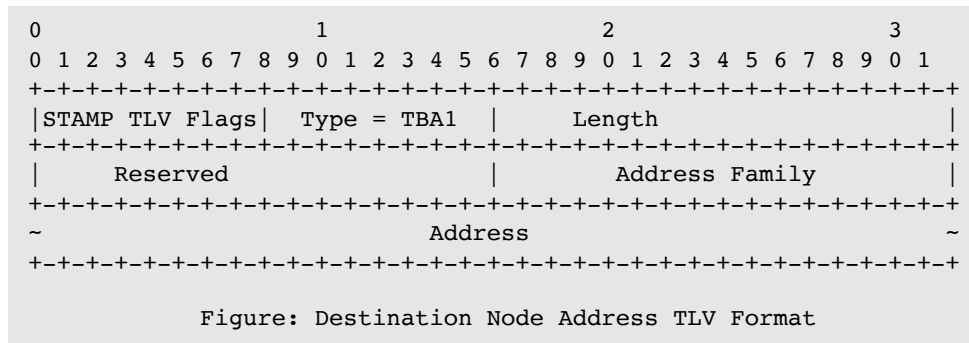 0                   1                   2                   3
0 1 2 3 4 5 6 7 8 9 0 1 2 3 4 5 6 7 8 9 0 1 2 3 4 5 6 7 8 9 0 1
+-+-+-+-+-+-+-+-+-+-+-+-+-+-+-+-+-+-+-+-+-+-+-+-+-+-+-+-+-+-+-+-+
|STAMP TLV Flags|  Type = TBA1  |     Length                    |
+-+-+-+-+-+-+-+-+-+-+-+-+-+-+-+-+-+-+-+-+-+-+-+-+-+-+-+-+-+-+-+-+
|     Reserved                  |        Address Family         |
+-+-+-+-+-+-+-+-+-+-+-+-+-+-+-+-+-+-+-+-+-+-+-+-+-+-+-+-+-+-+-+-+
~                           Address                             ~
+-+-+-+-+-+-+-+-+-+-+-+-+-+-+-+-+-+-+-+-+-+-+-+-+-+-+-+-+-+-+-+-+
Figure: Destination Node Address TLV Format